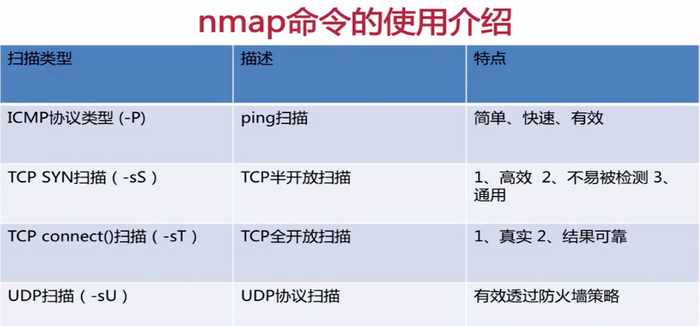 nmap命令的使用介绍
扫描类型 描述 特点
ICMP协议类型 (-P) ping扫描 简单、快速、有效
TCP SYN扫描（-sS） TCP半开放扫描 1、高效 2、不易被检测 3、
通用
TCP connect()扫描（-sT） TCP全开放扫描 1、真实 2、结果可靠
UDP扫描（-sU） UDP协议扫描 有效透过防火墙策略